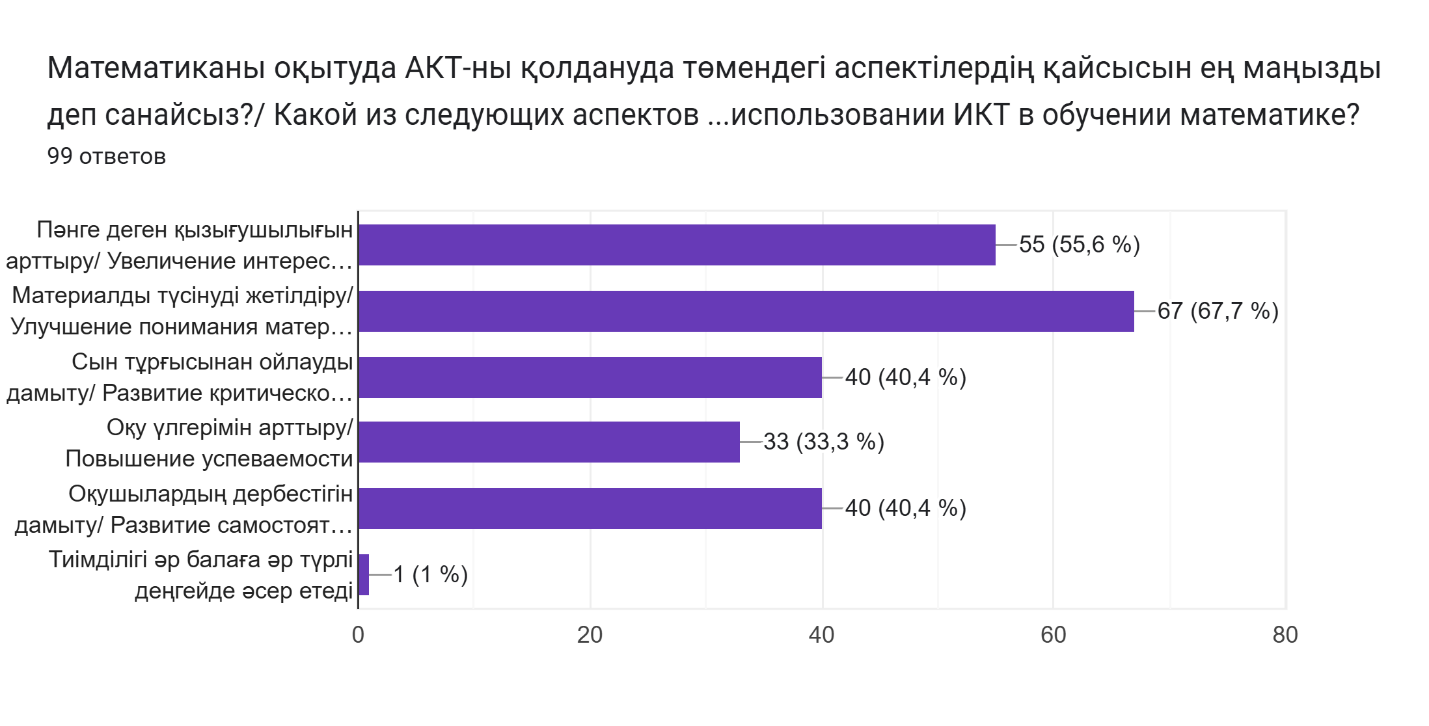 Математиканы оқытуда АКТ-ны қолдануда төмендегі аспектілердің қайсысын ең маңызды
деп санайсыз?/ Какой из следующих аспектов ...использовании ИКТ в обучении математике?
99 ответов
Пәнге деген қызығушылығын
арттыру/ Увеличение интерес…
55 (55,6 %)
Материалды түсінуді жетілдіру/
Улучшение понимания матер…
67 (67,7 %)
Сын тұрғысынан ойлауды
дамыту/ Развитие критическо…
40 (40,4 %)
Оқу үлгерімін арттыру/
Повышение успеваемости
33 (33,3 %)
Оқушылардың дербестігін
дамыту/ Развитие самостоят…
40 (40,4 %)
Тиімділігі әр балаға әр түрлі
деңгейде әсер етеді
1 (1 %)
0 20 40 60 80